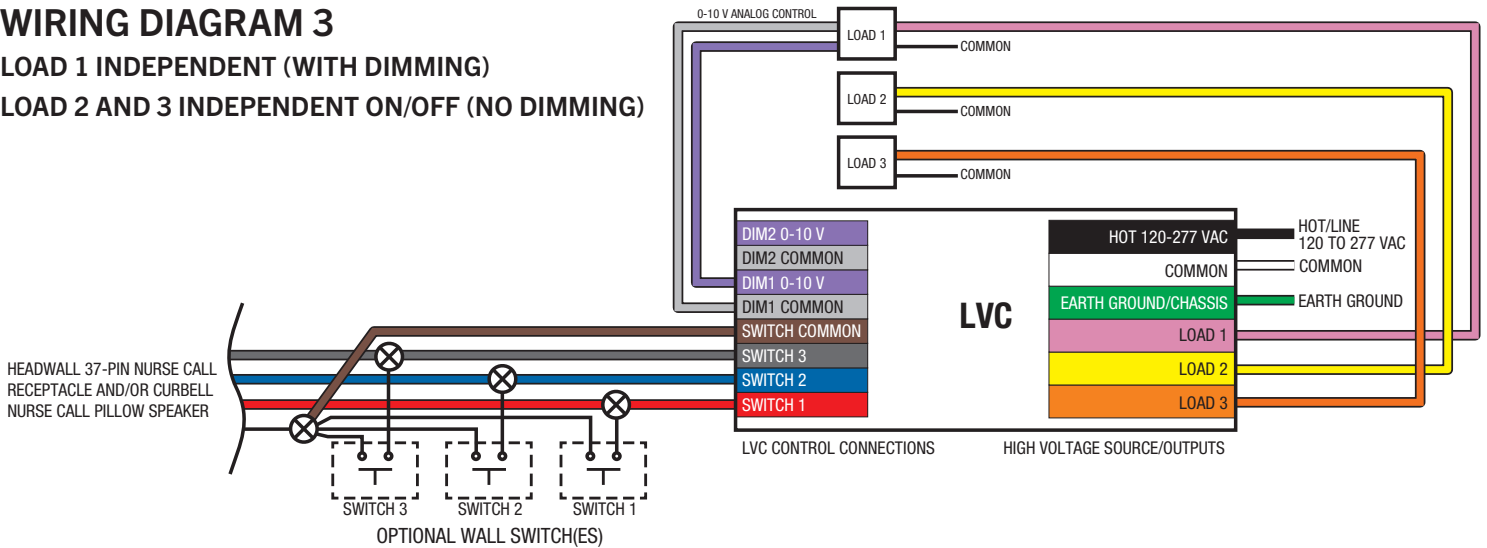 WIRING DIAGRAM 3
LOAD 1 INDEPENDENT (WITH DIMMING)
LOAD 2 AND 3 INDEPENDENT ON/OFF (NO DIMMING)
0-10 V ANALOG CONTROL
LOAD 1
COMMON
LOAD 2
COMMON
LOAD 3
COMMON
DIM2 0-10 V
DIM2 COMMON
DIM1 0-10 V
DIM1 COMMON
SWITCH COMMON
SWITCH 3
SWITCH 2
SWITCH 1
LVC
HOT 120-277 VAC
COMMON
EARTH GROUND/CHASSIS
LOAD 1
LOAD 2
LOAD 3
HOT/LINE
120 TO 277 VAC
COMMON
EARTH GROUND
HEADWALL 37-PIN NURSE CALL
RECEPTACLE AND/OR CURBELL
NURSE CALL PILLOW SPEAKER
LVC CONTROL CONNECTIONS
HIGH VOLTAGE SOURCE/OUTPUTS
SWITCH 3
SWITCH 2
SWITCH 1
OPTIONAL WALL SWITCH(ES)